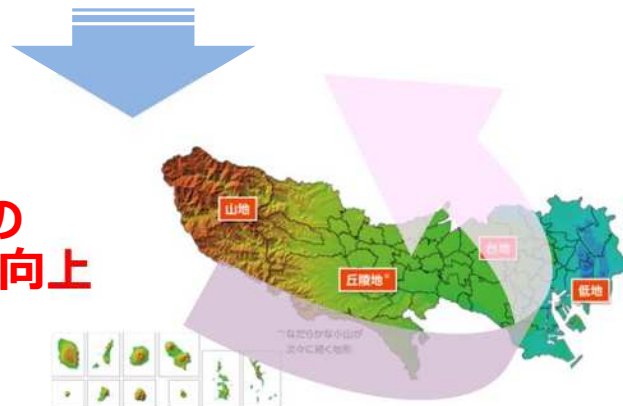 の
向上
山地
台地
丘陵地※
低地
※なだらかな小山が
次々に続く地形